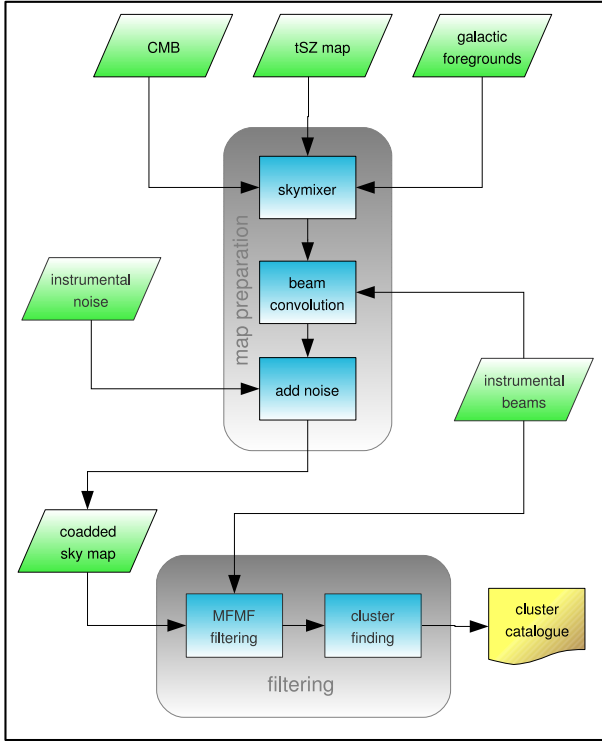 CMB
tSZ map
galactic
foregrounds
skymixer
map preparation
beam
convolution
instrumental
noise
add noise
instrumental
beams
coadded
sky map
MFMF
filtering
cluster
finding
cluster
catalogue
filtering